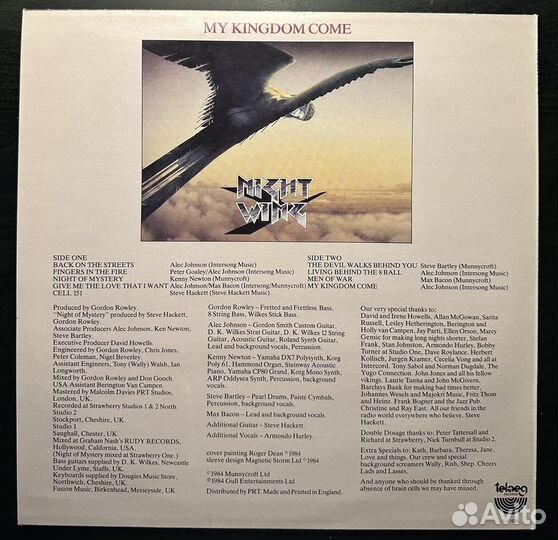 MY KINGDOM COME
NIGHT
WING
SIDE ONE
BACK ON THE STREETS Alec Johnson (Intersong Music)
FINGERS IN THE FIRE Peter Goaley/Alec Johnson (Intersong Music)
NIGHT OF MYSTERY Kenny Newton (Munnycroft)
GIVE ME THE LOVE THAT I WANT Alec Johnson/Max Bacon (Intersong/Munnycroft)
CELL 151 Steve Hackett (Intersong Music)
SIDE TWO
THE DEVIL WALKS BEHIND YOU Steve Bartley (Munnycroft)
LIVING BEHIND THE 8 BALL Alec Johnson (Intersong Music)
MEN OF WAR Max Bacon (Munnycroft)
MY KINGDOM COME Alec Johnson (Intersong Music)
Produced by Gordon Rowley.
"Night of Mystery" produced by Steve Hackett,
Gordon Rowley.
Associate Producers Alec Johnson, Ken Newton,
Steve Bartley.
Executive Producer David Howells.
Engineered by Gordon Rowley, Chris Jones,
Peter Coleman, Nigel Beverley
Assistant Engineers, Tony (Wally) Walsh, Ian
Longworth.
Mixed by Gordon Rowley and Don Gooch.
USA Assistant Berington Van Campen.
Mastered by Malcolm Davies PRT Studios,
London, UK.
Recorded at Strawberry Studios 1 & 2 North.
Studio 2
Stockport, Cheshire, UK
Studio 1
Saughall, Chester, UK.
Mixed at Graham Nash's RUDY RECORDS,
Hollywood, California, USA.
(Night of Mystery mixed at Strawberry One.)
Bass guitars supplied by D. K. Wilkes, Newcastle
Under Lyme, Staffs, UK.
Keyboards supplied by Dougies Music Store,
Northwich, Cheshire, UK.
Fusion Music, Birkenhead, Merseyside, UK.
Gordon Rowley – Fretted and Frettless Bass,
8 String Bass, Wilkes Stick Bass.
Alec Johnson – Gordon Smith Custom Guitar,
D. K. Wilkes Strat Guitar, D. K. Wilkes 12 String
Guitar, Acoustic Guitar, Roland Synth Guitar,
Lead and background vocals, Percussion.
Kenny Newton – Yamaha DX7 Polysynth, Korg
Poly 61, Hammond Organ, Steinway Acoustic
Piano, Yamaha CP80 Grand, Korg Mono Synth,
ARP Oddysea Synth, Percussion, background
vocals.
Steve Bartley – Pearl Drums, Paiste Cymbals,
Percussion, background vocals.
Max Bacon – Lead and background vocals.
Additional Guitar – Steve Hackett.
Additional Vocals – Armondo Hurley.
cover painting Roger Dean ©1984
sleeve design Magnetic Storm Ltd ©1984
©1984 Munnycroft Ltd
℗1984 Gull Entertainments Ltd
Distributed by PRT. Made and Printed in England.
Our very special thanks to:
David and Irene Howells, Allan McGowan, Sarita
Russell, Lesley Hetherington, Berington and
Holly van Campen, Jay Parti, Ellen Orson, Marcy
Gensic for making long nights shorter, Stefan
Frank, Stan Johnson, Armondo Hurley, Bobby
Turner at Studio One, Dave Roylance. Herbert
Kollisch, Jurgen Kramer, Cecelia Vong and all at
Intercord. Tony Sabol and Norman Dugdale, The
Yugo Connection. John Jones and all his fellow
vikings. Laurie Tunna and John McGivern,
Barclays Bank for making bad times better,
Johannes Wessels and Majokri Music, Fritz Thom
and Heinz. Frank Bogner and the Jazz Pub.
Christine and Ray East. All our friends in the
radio world everywhere who believe. Steve
Hackett.
Double Dosage thanks to: Peter Tattersall and
Richard at Strawberry, Nick Turnbull at Studio 2.
Extra Specials to: Kath, Barbara, Theresa, Jane,
Love and things. Our crew and special
background screamers Wally, Rish, Shep, Cheers
Lads and Lasses.
And anyone who should be thanked through
absence of brain cells we may have missed.
RECORDS
Avito